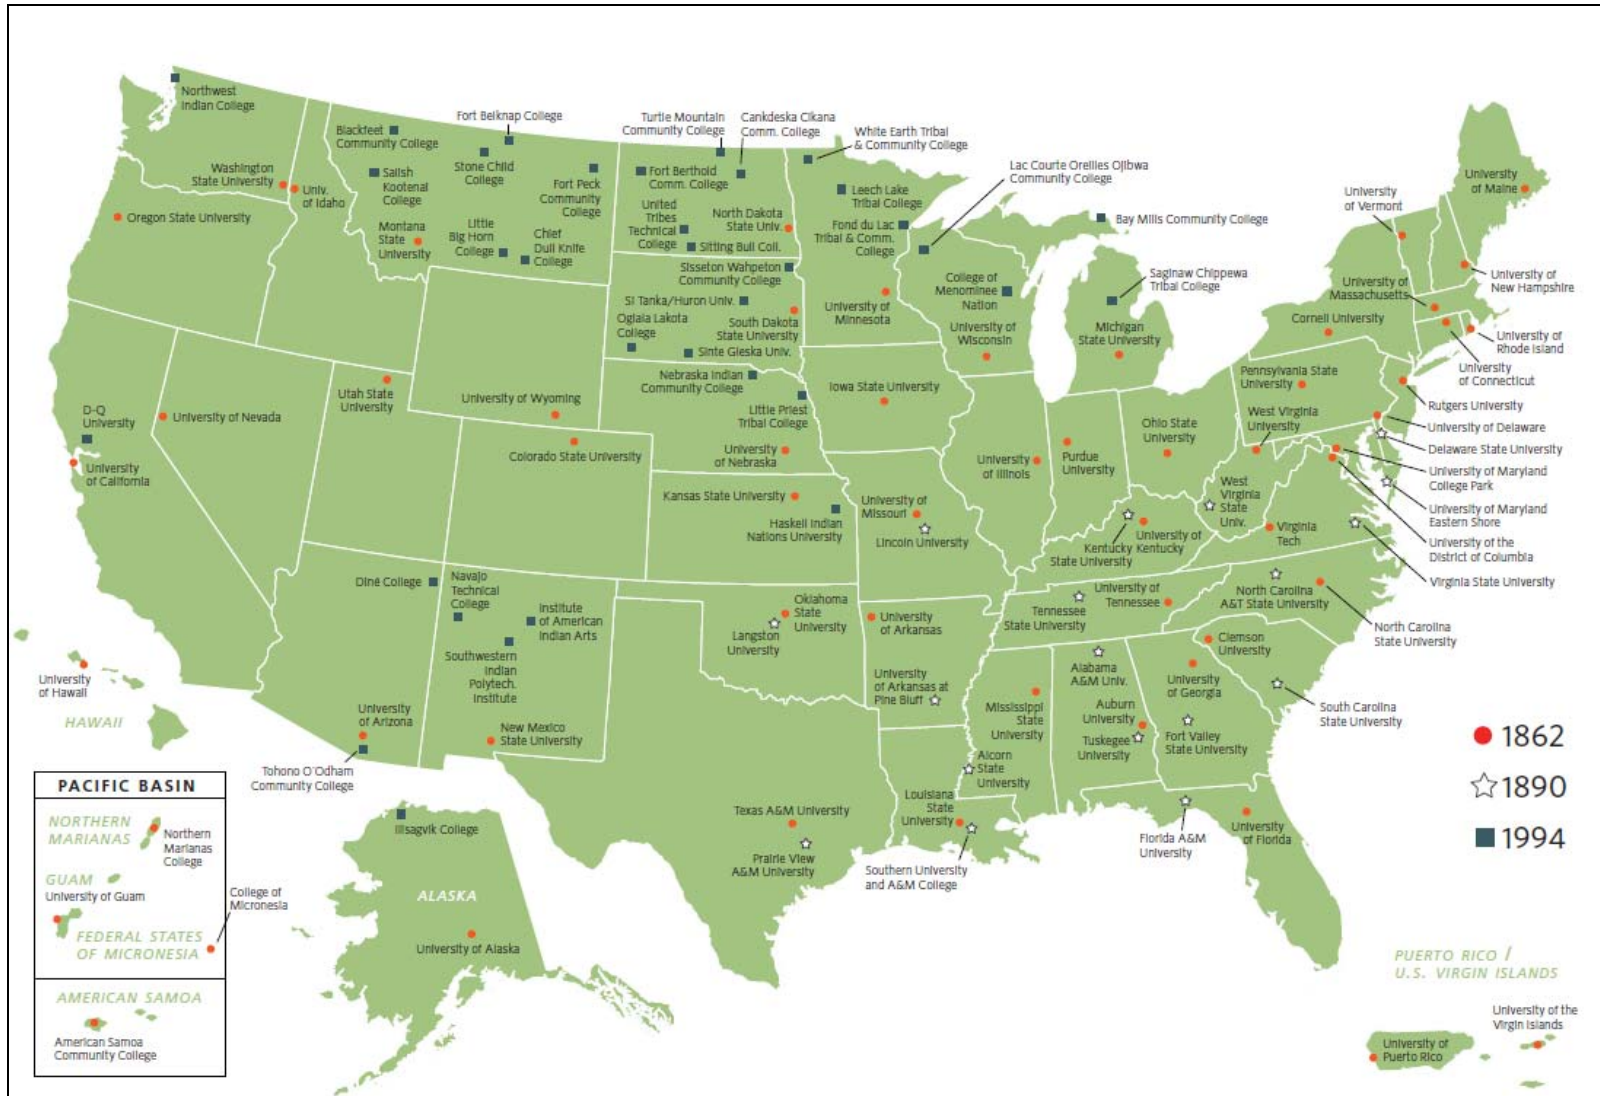 Northwest
Indian College
Washington
State University
Univ.
of Idaho
Oregon State University
Blackfeet
Community College
Salish
Kootenai
College
Montana
State
University
Fort Belknap College
Stone Child
College
Fort Peck
Community
College
Little
Big Horn
College
Chief
Dull Knife
College
Turtle Mountain
Community College
Cankdeska Cikana
Comm. College
Fort Berthold
Comm. College
United
Tribes
Technical
College
North Dakota
State Univ.
Sitting Bull Coll.
White Earth Tribal
& Community College
Leech Lake
Tribal College
Fond du Lac
Tribal & Comm.
College
Lac Courte Oreilles Ojibwa
Community College
Bay Mills Community College
Saginaw Chippewa
Tribal College
College of
Menominee
Nation
University of
Wisconsin
Michigan
State University
University of
Minnesota
Sisseton Wahpeton
Community College
Si Tanka/Huron Univ.
Oglala Lakota
College
South Dakota
State University
Sinte Gleska Univ.
Nebraska Indian
Community College
Little Priest
Tribal College
University
of Nebraska
Iowa State University
University of Wyoming
Colorado State University
Utah State
University
University of Nevada
D-Q
University
University
of California
Kansas State University
Haskell Indian
Nations University
University of
Missouri
Lincoln University
University
of Illinois
Purdue
University
Ohio State
University
Kentucky
State University
University of
Kentucky
West Virginia
University
West
Virginia
State
Univ.
Virginia
Tech
Pennsylvania State
University
Cornell University
University of
Massachusetts
University
of Vermont
University
of Maine
University of
New Hampshire
University of
Rhode Island
University
of Connecticut
Rutgers University
University of Delaware
Delaware State University
University of Maryland
College Park
University of Maryland
Eastern Shore
University of the
District of Columbia
Virginia State University
North Carolina
A&T State University
North Carolina
State University
University of
Tennessee
Tennessee
State University
Clemson
University
South Carolina
State University
University
of Georgia
Fort Valley
State University
Alabama
A&M Univ.
Auburn
University
Tuskegee
University
Mississippi
State
University
Alcorn
State
University
Louisiana
State
University
Southern University
and A&M College
Florida A&M
University
University
of Florida
University
of Arkansas
University
of Arkansas at
Pine Bluff
Oklahoma
State
University
Langston
University
Texas A&M University
Prairie View
A&M University
Diné College
Navajo
Technical
College
Institute
of American
Indian Arts
Southwestern
Indian
Polytech.
Institute
New Mexico
State University
University
of Arizona
Tohono O'Odham
Community College
University
of Hawaii
HAWAII
PACIFIC BASIN
NORTHERN
MARIANAS
Northern
Marianas
College
GUAM
University of Guam
College of
Micronesia
FEDERAL STATES
OF MICRONESIA
AMERICAN SAMOA
American Samoa
Community College
Ilisagvik College
ALASKA
University of Alaska
1862
1890
1994
PUERTO RICO /
U.S. VIRGIN ISLANDS
University of the
Virgin Islands
University of
Puerto Rico